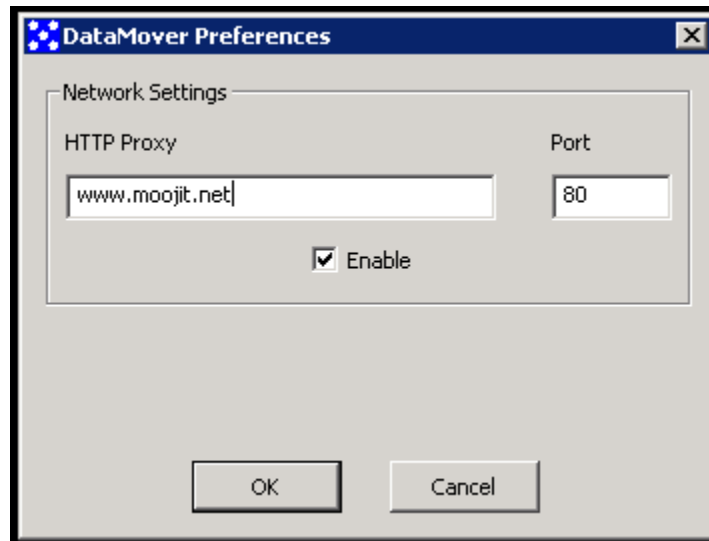 DataMover Preferences
Network Settings
HTTP Proxy Port
www.moojit.net 80
Enable
OK Cancel